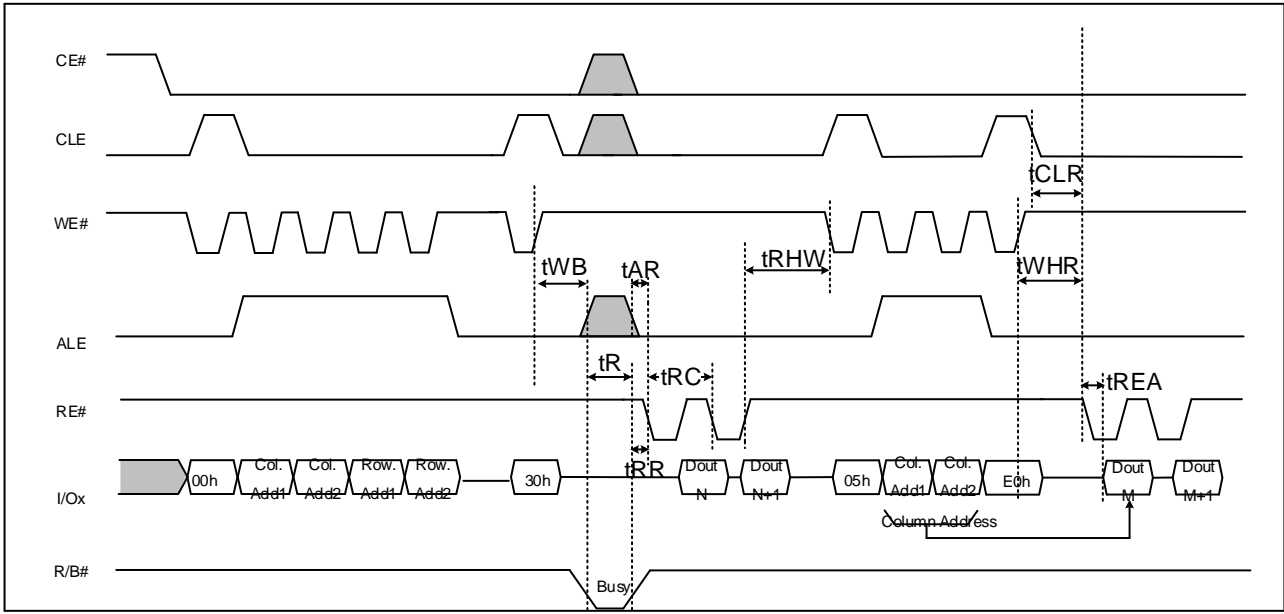 CE#
CLE
tCLR
WE#
tWB
tAR
tRHW
tWHR
ALE
tR
tRC
tREA
RE#
tRR
I/Ox
00h
Col. Add1
Col. Add2
Row. Add1
Row. Add2
30h
Dout N
Dout N+1
05h
Col. Add1
Col. Add2
E0h
Dout M
Dout M+1
Column Address
R/B#
Busy